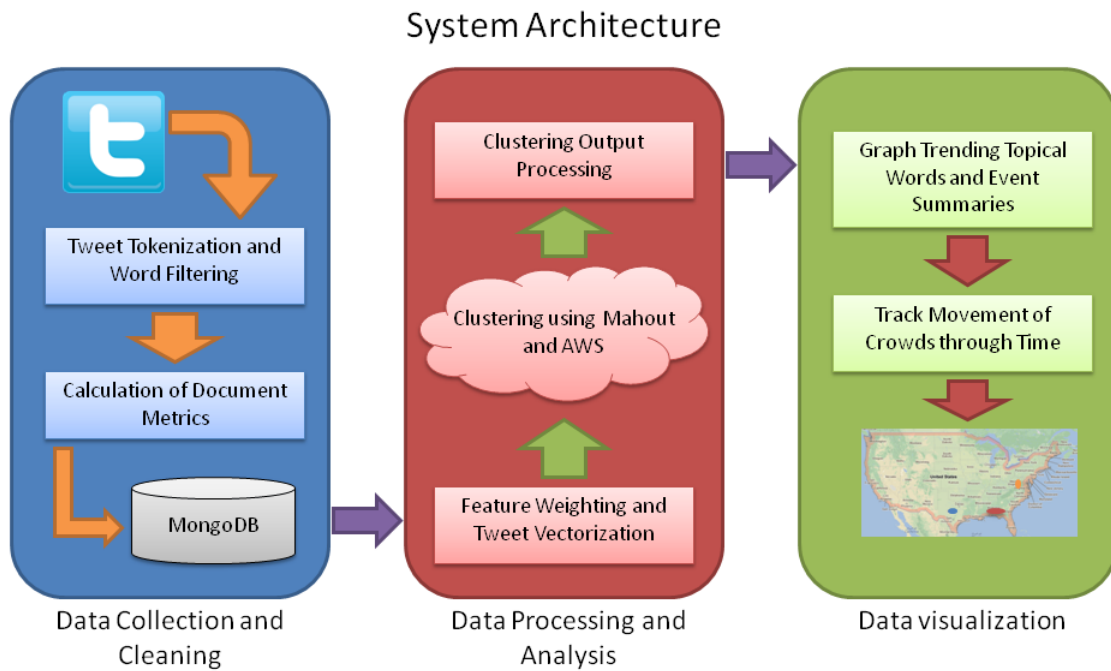 System Architecture
t
Tweet Tokenization and
Word Filtering
Calculation of Document
Metrics
MongoDB
Data Collection and
Cleaning
Clustering Output
Processing
Clustering using Mahout
and AWS
Feature Weighting and
Tweet Vectorization
Data Processing and
Analysis
Graph Trending Topical
Words and Event
Summaries
Track Movement of
Crowds through Time
United States
Data visualization